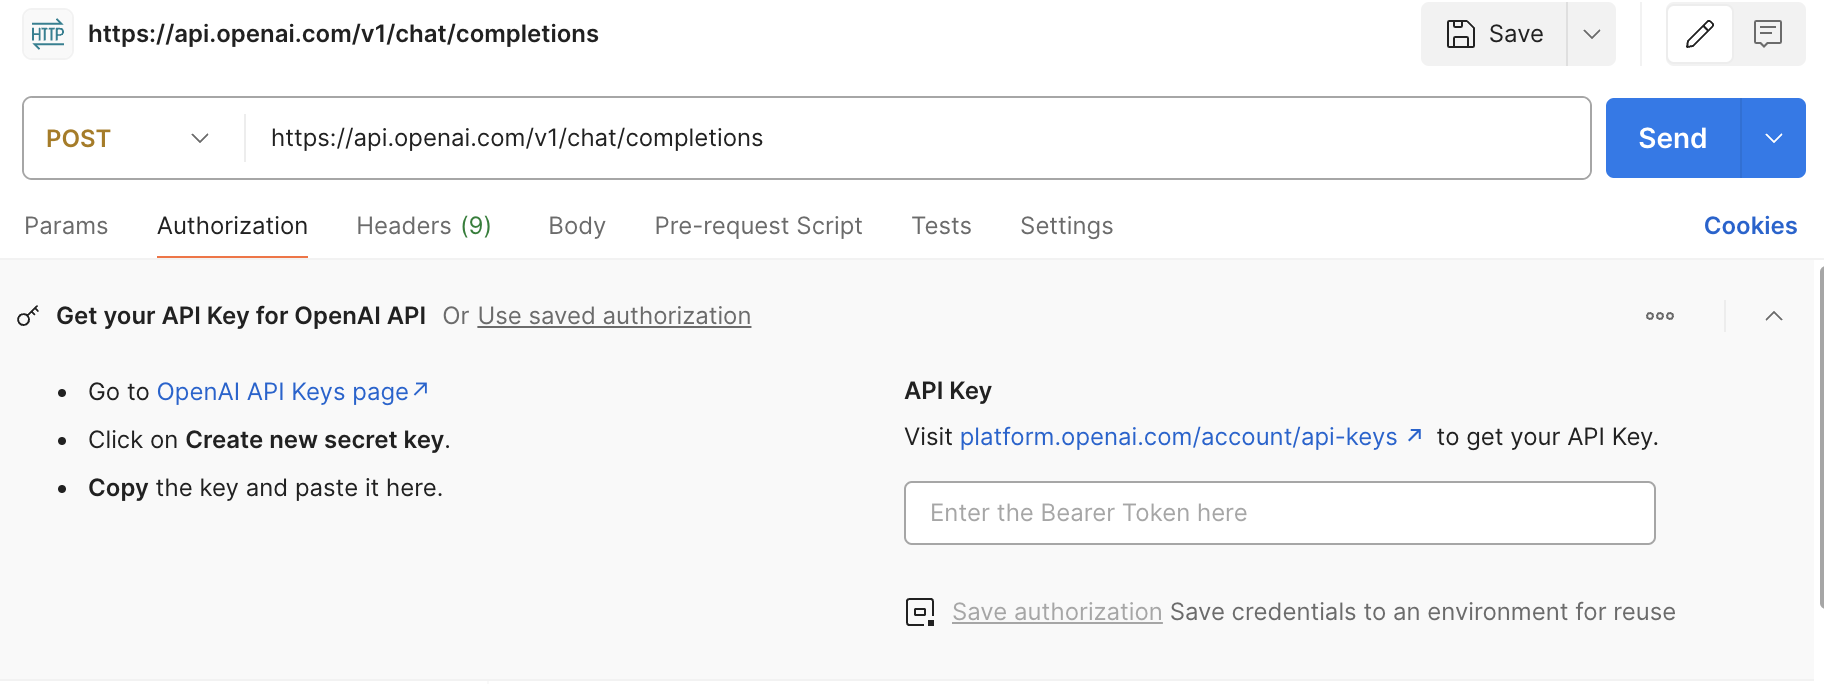 HTTP https://api.openai.com/v1/chat/completions Save
POST https://api.openai.com/v1/chat/completions Send
Params Authorization Headers (9) Body Pre-request Script Tests Settings Cookies
Get your API Key for OpenAI API Or Use saved authorization
• Go to OpenAI API Keys page↗
• Click on Create new secret key.
• Copy the key and paste it here.
API Key
Visit platform.openai.com/account/api-keys ↗ to get your API Key.
Enter the Bearer Token here
Save authorization Save credentials to an environment for reuse